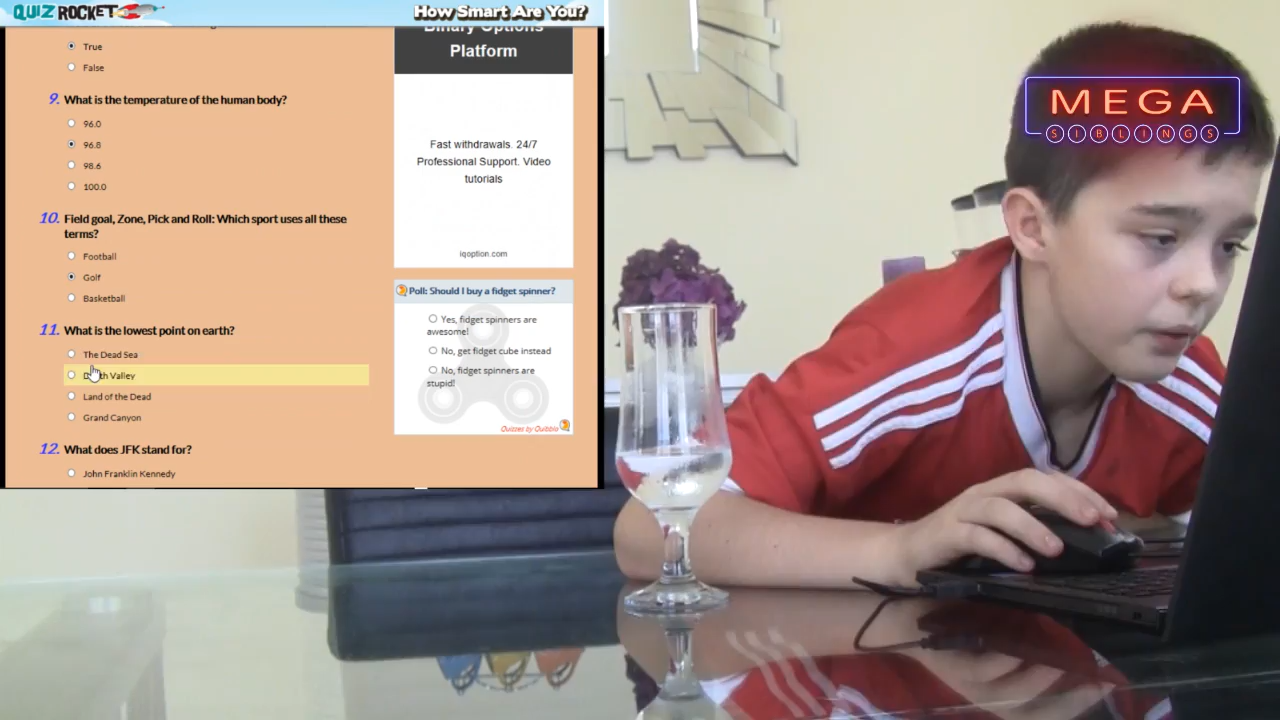 QUIZ ROCKET
How Smart Are You?
True
False
9. What is the temperature of the human body?
96.0
96.8
98.6
100.0
10. Field goal, Zone, Pick and Roll: Which sport uses all these
terms?
Football
Golf
Basketball
11. What is the lowest point on earth?
The Dead Sea
Death Valley
Land of the Dead
Grand Canyon
12. What does JFK stand for?
John Franklin Kennedy
Binary Options
Platform
Fast withdrawals. 24/7
Professional Support. Video
tutorials
iqoption.com
Poll: Should I buy a fidget spinner?
Yes, fidget spinners are
awesome!
No, get fidget cube instead
No, fidget spinners are
stupid!
Quizzes by Quibblo
MEGA
SIBLINGS